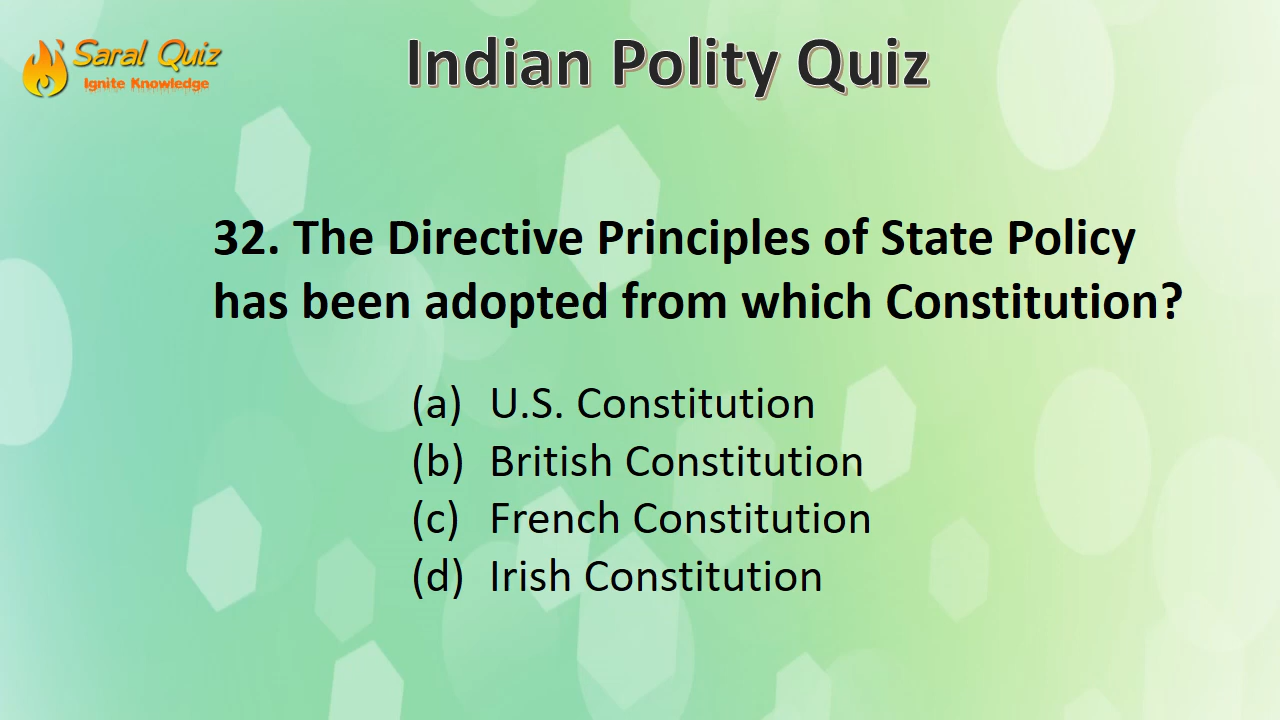 Saral Quiz
Ignite Knowledge
Indian Polity Quiz
32. The Directive Principles of State Policy
has been adopted from which Constitution?
(a) U.S. Constitution
(b) British Constitution
(c) French Constitution
(d) Irish Constitution